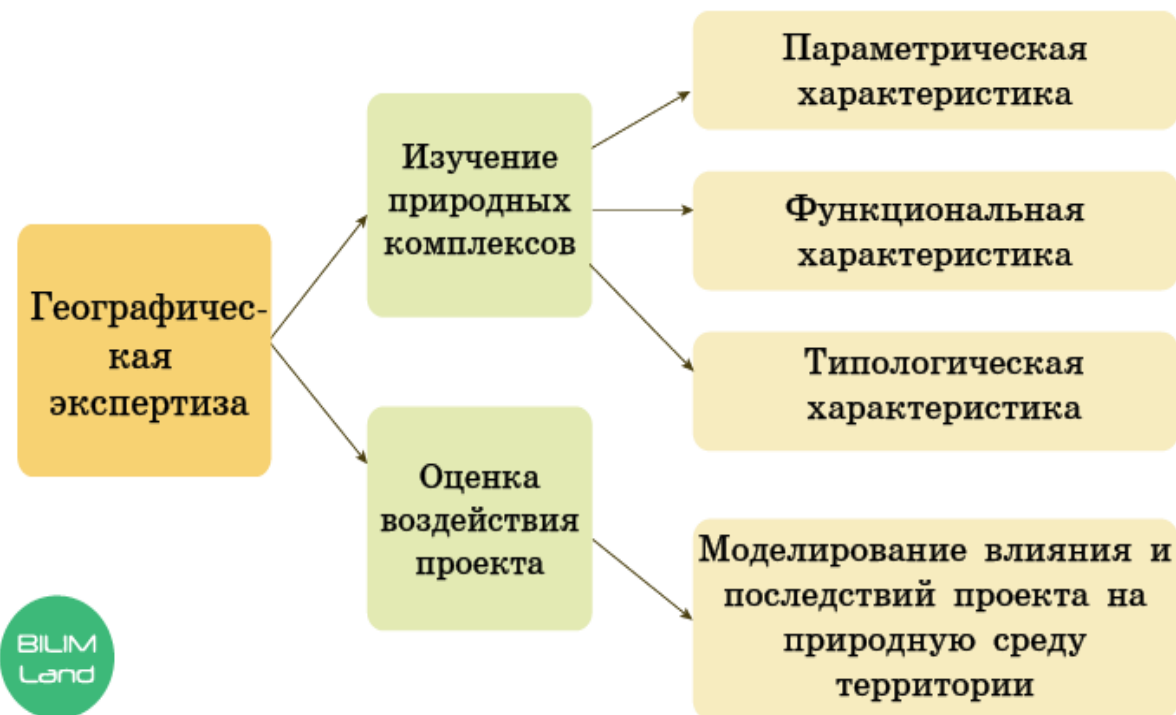 Географичес-
кая
экспертиза
Изучение
природных
комплексов
Параметрическая
характеристика
Функциональная
характеристика
Типологическая
характеристика
Оценка
воздействия
проекта
Моделирование влияния и
последствий проекта на
природную среду
территории
BILIM
Land